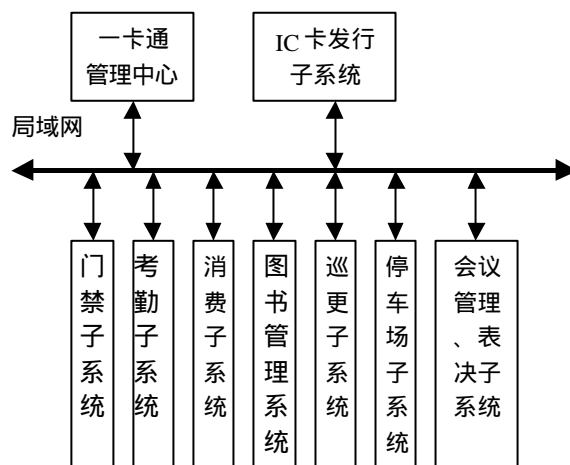 一卡通
管理中心
IC 卡发行
子系统
局域网
门禁子系统
考勤子系统
消费子系统
图书管理系统
巡更子系统
停车场子系统
会议
管理
、表
决子
系统